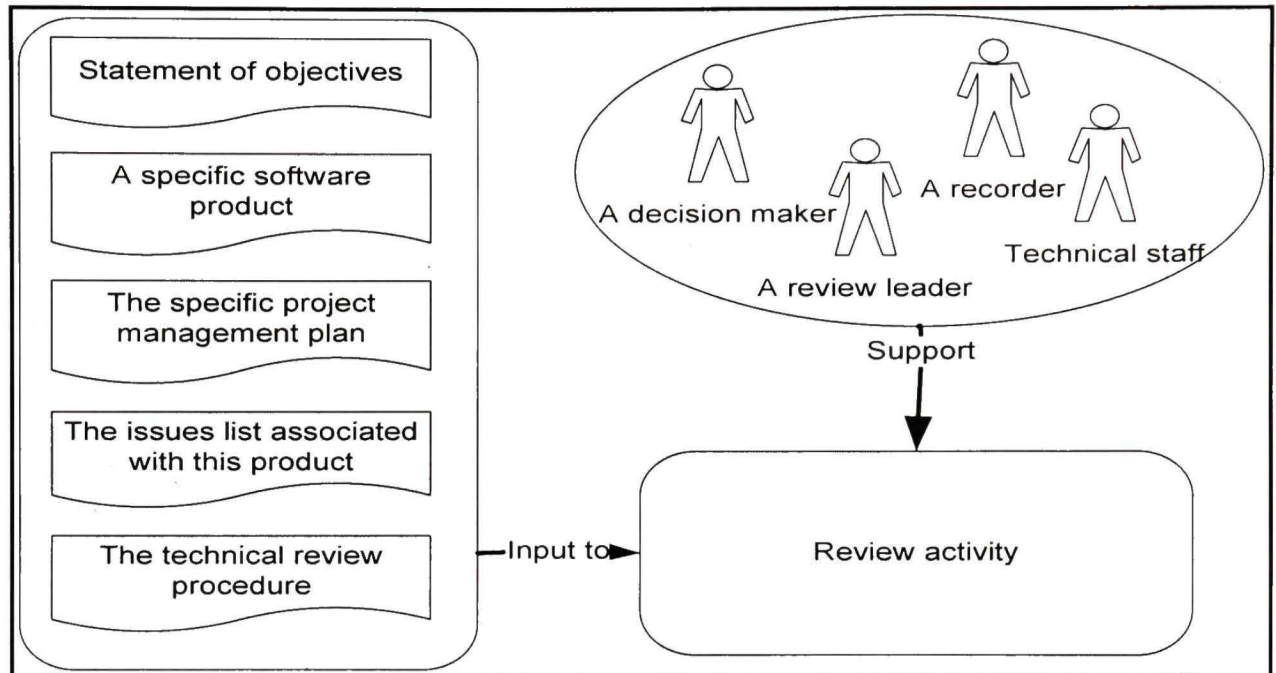 Statement of objectives
A specific software
product
The specific project
management plan
The issues list associated
with this product
The technical review
procedure
A decision maker
A recorder
Technical staff
A review leader
Support
Input to
Review activity